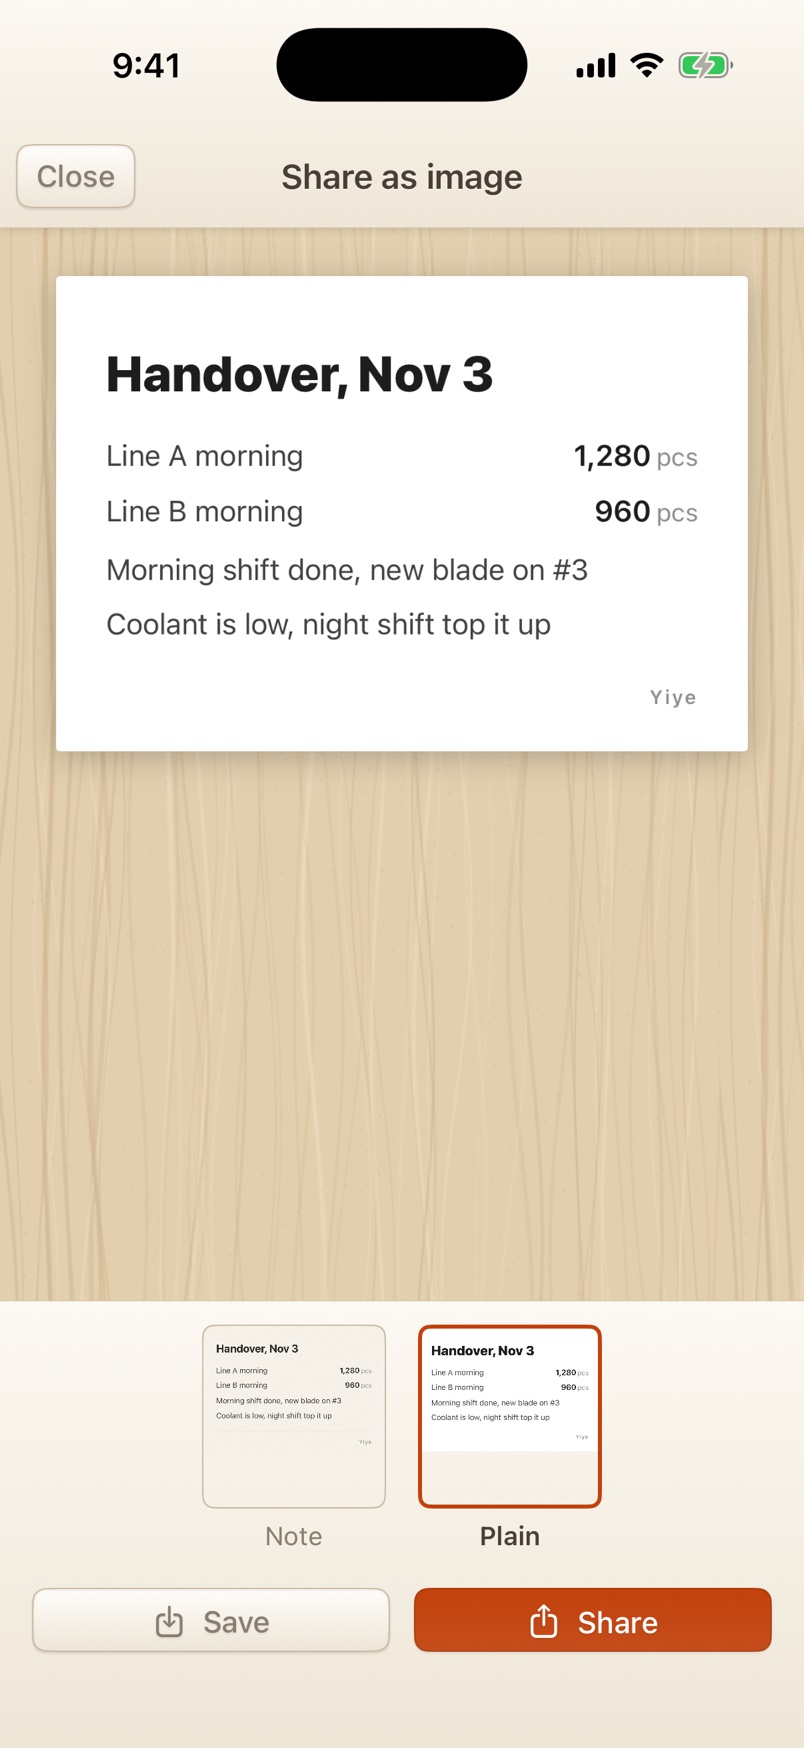 9:41
Close
Share as image
Handover, Nov 3
Line A morning 1,280 pcs
Line B morning 960 pcs
Morning shift done, new blade on #3
Coolant is low, night shift top it up
Yiye
Handover, Nov 3
Line A morning 1,280 pcs
Line B morning 960 pcs
Morning shift done, new blade on #3
Coolant is low, night shift top it up
Yiye
Note
Handover, Nov 3
Line A morning 1,280 pcs
Line B morning 960 pcs
Morning shift done, new blade on #3
Coolant is low, night shift top it up
Yiye
Plain
Save
Share